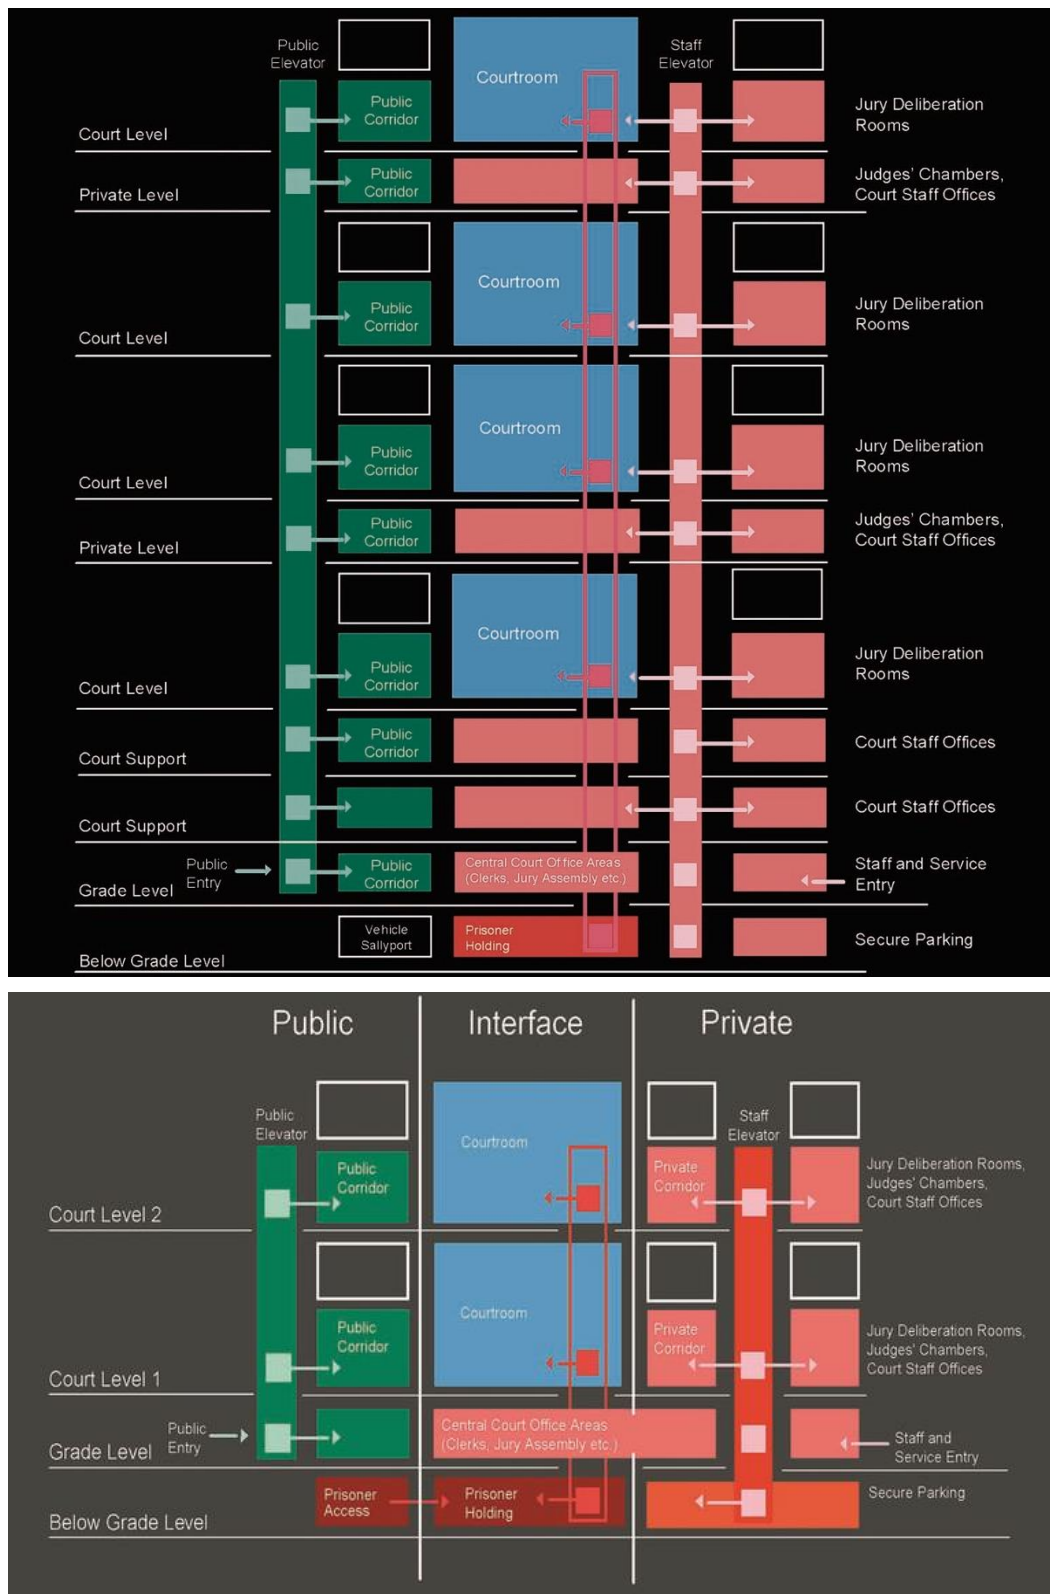 Public
Elevator
Staff
Elevator
Courtroom
Public
Corridor
Jury Deliberation
Rooms
Court Level
Public
Corridor
Judges' Chambers,
Court Staff Offices
Private Level
Courtroom
Public
Corridor
Jury Deliberation
Rooms
Court Level
Courtroom
Public
Corridor
Jury Deliberation
Rooms
Court Level
Public
Corridor
Judges' Chambers,
Court Staff Offices
Private Level
Courtroom
Public
Corridor
Jury Deliberation
Rooms
Court Level
Public
Corridor
Court Staff Offices
Court Support
Court Staff Offices
Court Support
Public
Entry
Public
Corridor
Central Court Office Areas
(Clerks, Jury Assembly etc.)
Staff and Service
Entry
Grade Level
Vehicle
Sallyport
Prisoner
Holding
Secure Parking
Below Grade Level
Public
Interface
Private
Public
Elevator
Staff
Elevator
Courtroom
Public
Corridor
Private
Corridor
Jury Deliberation Rooms,
Judges' Chambers,
Court Staff Offices
Court Level 2
Courtroom
Public
Corridor
Private
Corridor
Jury Deliberation Rooms,
Judges' Chambers,
Court Staff Offices
Court Level 1
Public
Entry
Central Court Office Areas
(Clerks, Jury Assembly etc.)
Staff and
Service Entry
Grade Level
Prisoner
Access
Prisoner
Holding
Secure Parking
Below Grade Level